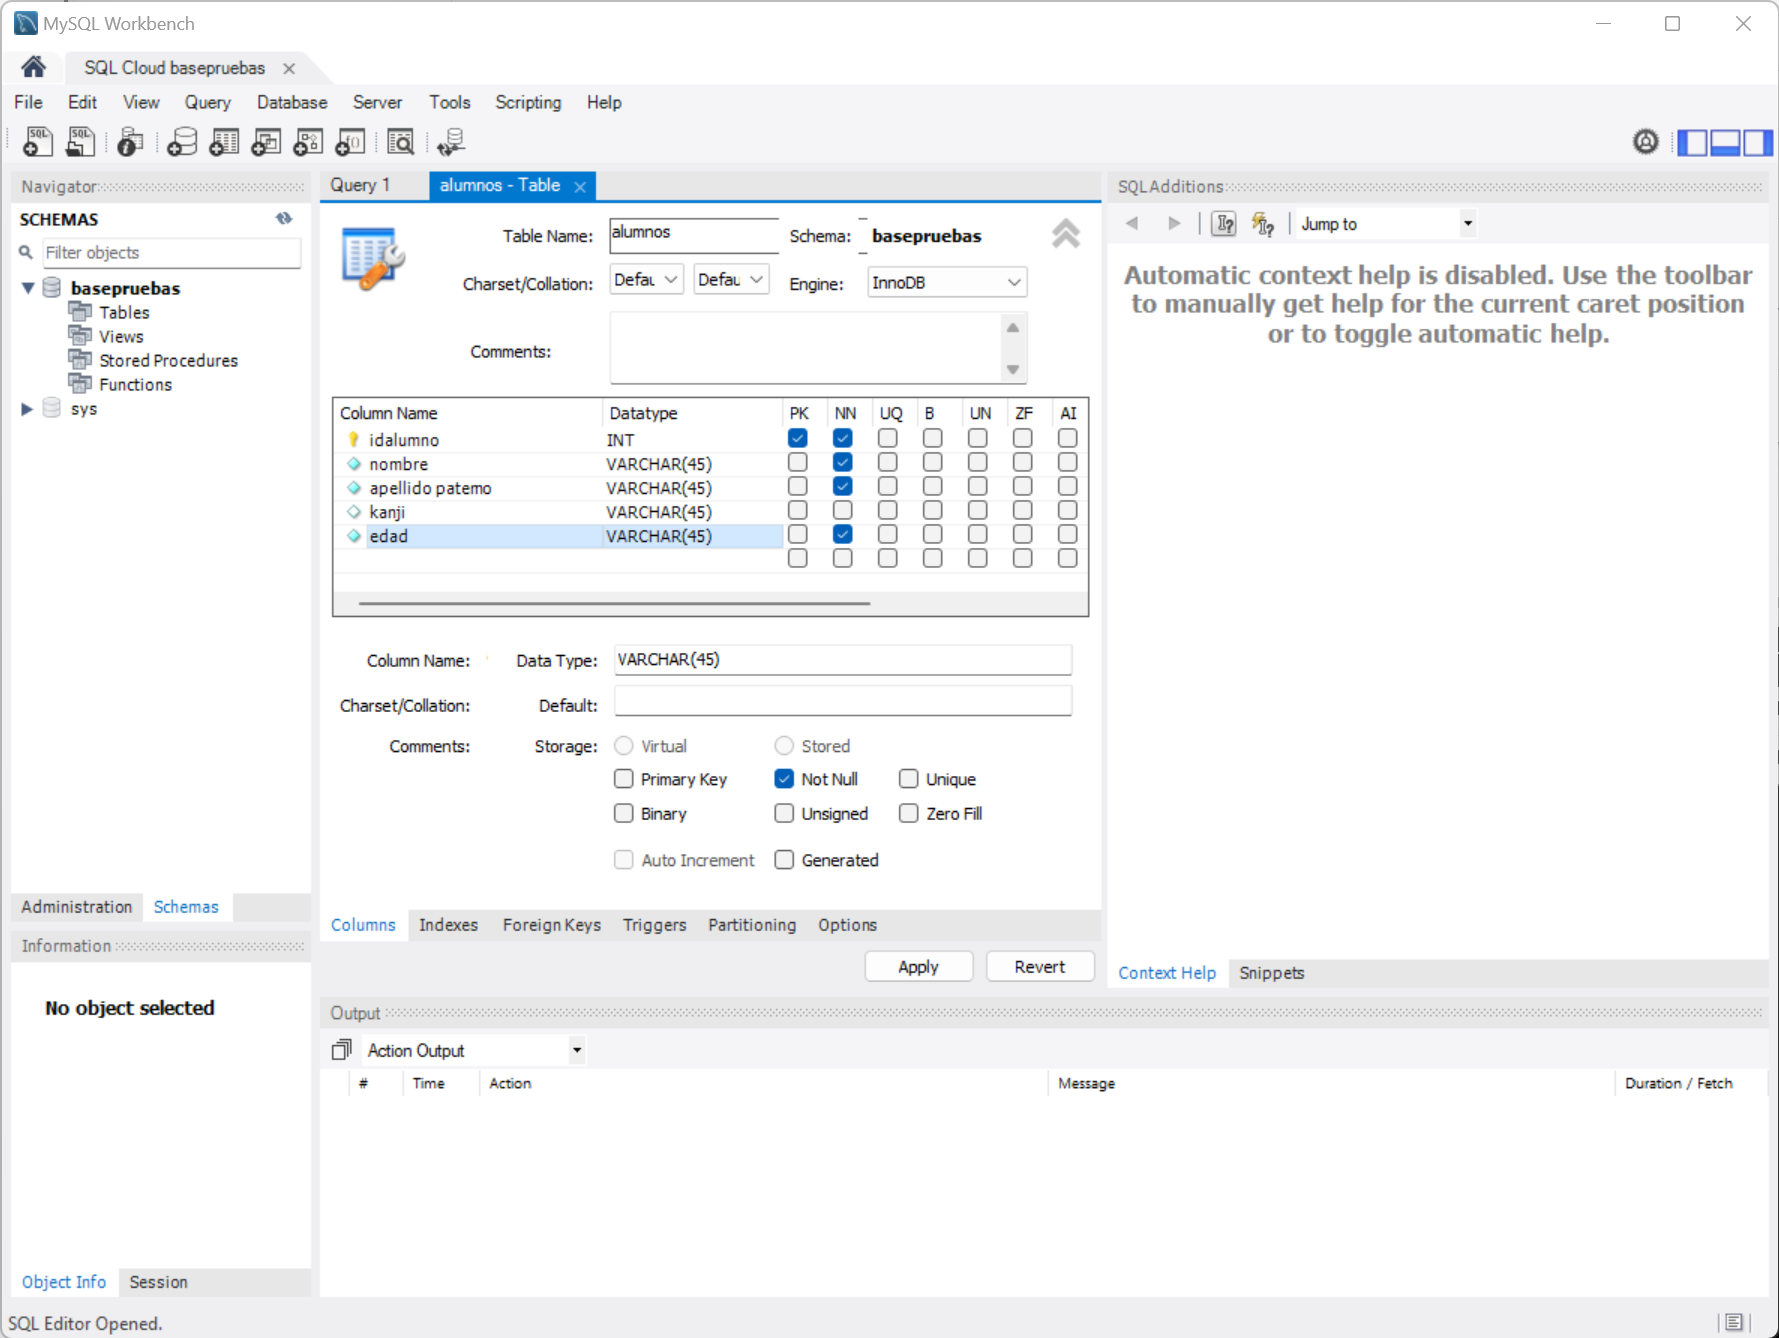 MySQL Workbench
SQL Cloud basepruebas
File Edit View Query Database Server Tools Scripting Help
Navigator
SCHEMAS
Filter objects
basepruebas
Tables
Views
Stored Procedures
Functions
sys
Administration Schemas
Information
No object selected
Object Info Session
Query 1 alumnos - Table
Table Name: alumnos Schema: basepruebas
Charset/Collation: Defau Defau Engine: InnoDB
Comments:
Column Name Datatype PK NN UQ B UN ZF AI
idalumno INT
nombre VARCHAR(45)
apellido patemo VARCHAR(45)
kanji VARCHAR(45)
edad VARCHAR(45)
Column Name: Data Type: VARCHAR(45)
Charset/Collation: Default:
Comments: Storage: Virtual Stored
Primary Key Not Null Unique
Binary Unsigned Zero Fill
Auto Increment Generated
Columns Indexes Foreign Keys Triggers Partitioning Options
Apply Revert
SQLAdditions
Jump to
Automatic context help is disabled. Use the toolbar
to manually get help for the current caret position
or to toggle automatic help.
Context Help Snippets
Output
Action Output
# Time Action Message Duration / Fetch
SQL Editor Opened.